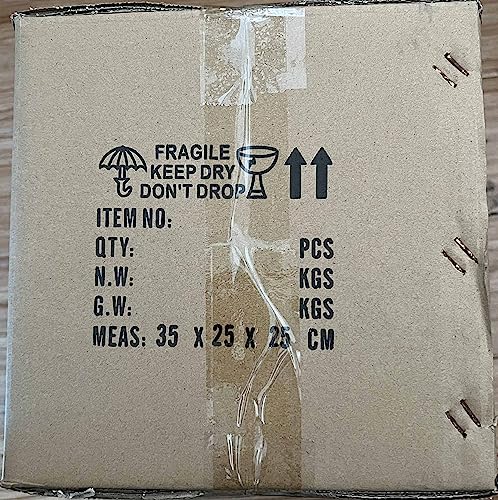 FRAGILE
KEEP DRY
DON'T DROP
ITEM NO:
QTY: PCS
N.W: KGS
G.W: KGS
MEAS: 35 X 25 X 25 CM